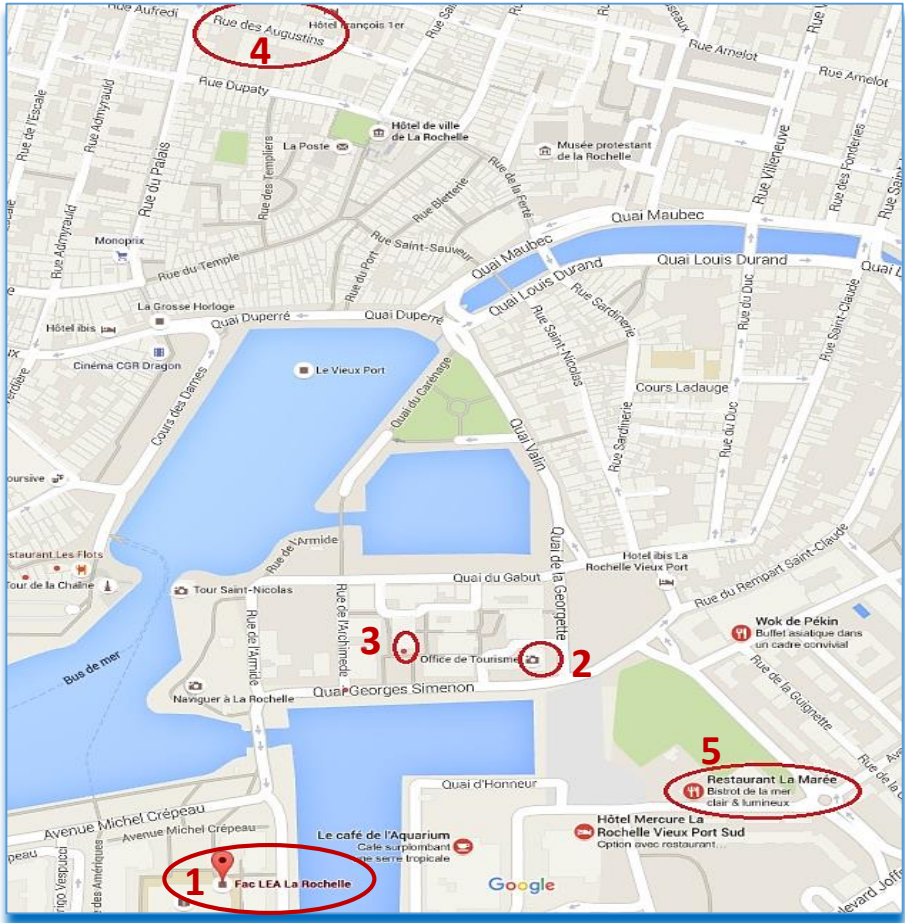 Rue Aufredi
Rue des Augustins
Hôtel François 1er
4
Rue Dupaty
Rue Amelot
Rue Amelot
Rue de l'Escale
Rue Admyrauld
Rue du Palais
Rue des Templiers
La Poste
Hôtel de ville
de La Rochelle
Musée protestant
de la Rochelle
Rue Villeneuve
Rue des Fonderies
Rue de la Ferté
Rue Bletterie
Rue Saint-Sauveur
Rue du Port
Rue du Temple
Monoprix
Rue Admyrauld
Quai Maubec
Quai Maubec
Quai Louis Durand
Quai Louis Durand
La Grosse Horloge
Hôtel ibis
Quai Duperré
Quai Duperré
Cinéma CGR Dragon
Le Vieux Port
Cours des Dames
Quai du Carénage
Rue Sardinerie
Rue Saint-Nicolas
Rue du Duc
Rue Saint-Claude
Cours Ladauge
Rue Sardinerie
Rue du Duc
Quai Valin
staurant Les Flots
Tour de la Chaîne
Rue de l'Armide
Tour Saint-Nicolas
Quai du Gabut
Quai de la Georgette
Hotel ibis La
Rochelle Vieux Port
Rue du Rempart Saint-Claude
Wok de Pékin
Buffet asiatique dans
un cadre convivial
Rue de l'Armide
Rue de l'Archimède
3
Office de Tourisme
2
Bus de mer
Naviguer à La Rochelle
Quai Georges Simenon
Rue de la Guignette
5
Restaurant La Marée
Bistrot de la mer
clair & lumineux
Quai d'Honneur
Avenue Michel Crépeau
Avenue Michel Crépeau
Le café de l'Aquarium
Café surplombant
ne serre tropicale
Hôtel Mercure La
Rochelle Vieux Port Sud
Option avec restaurant...
1
Fac LEA La Rochelle
rigo Vespucci
des Amériques
Google
levard Joffr